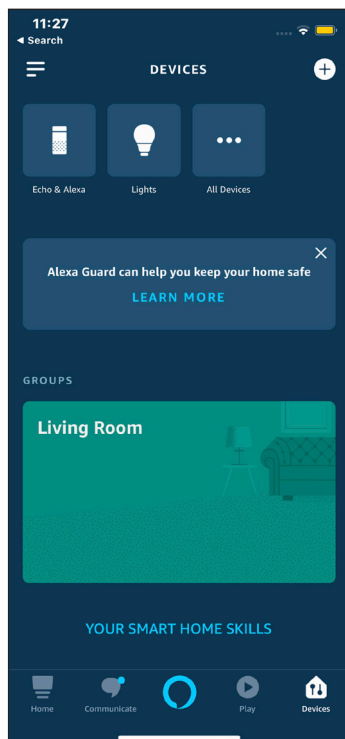 11:27
◀ Search
DEVICES
Echo & Alexa
Lights
All Devices
Alexa Guard can help you keep your home safe
LEARN MORE
GROUPS
Living Room
YOUR SMART HOME SKILLS
Home
Communicate
Play
Devices